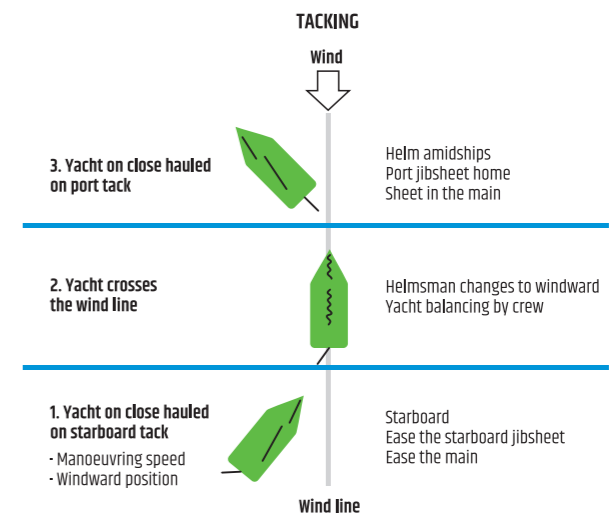 TACKING
Wind
3. Yacht on close hauled
on port tack
Helm amidships
Port jibsheet home
Sheet in the main
2. Yacht crosses
the wind line
Helmsman changes to windward
Yacht balancing by crew
1. Yacht on close hauled
on starboard tack
- Manoeuvring speed
- Windward position
Starboard
Ease the starboard jibsheet
Ease the main
Wind line